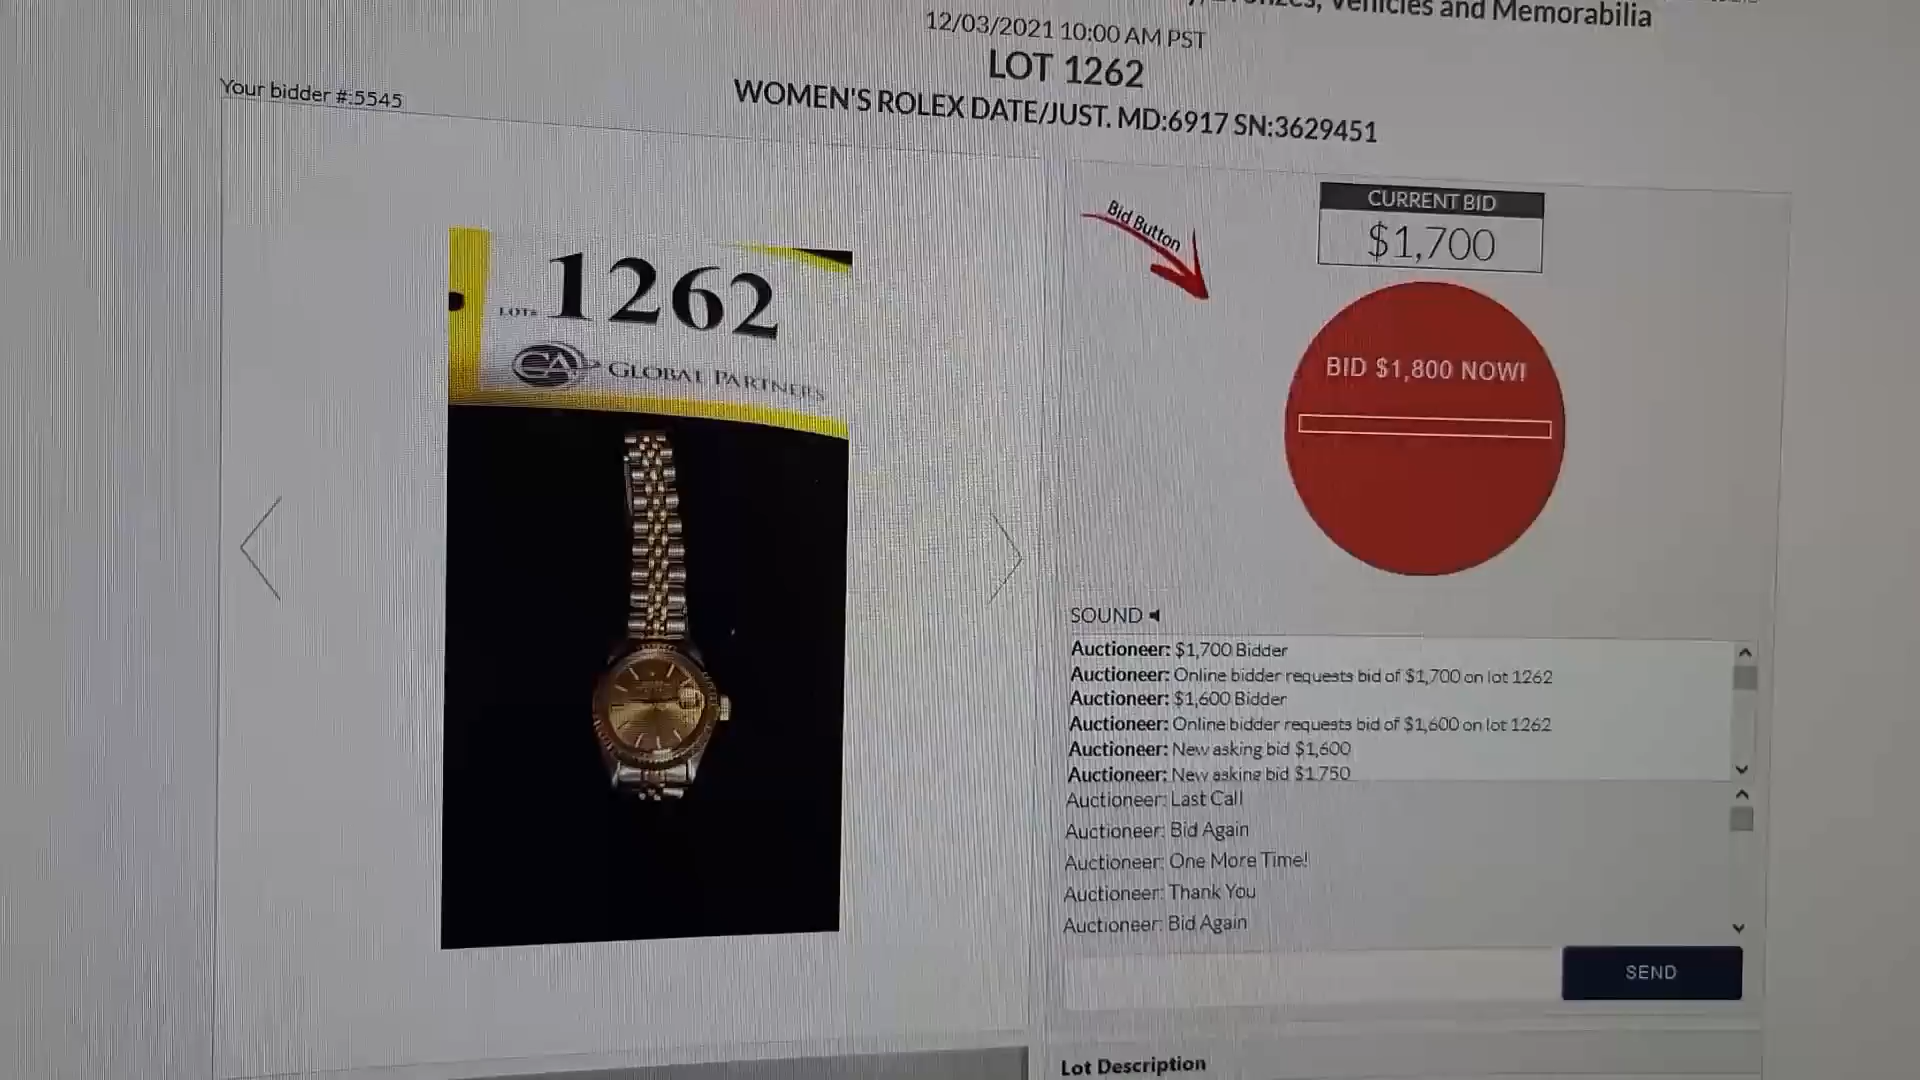 Vehicles and Memorabilia
12/03/2021 10:00 AM PST
LOT 1262
Your bidder #:5545
WOMEN'S ROLEX DATE/JUST. MD:6917 SN:3629451
CURRENT BID
$1,700
Bid Button
LOT# 1262
CA GLOBAL PARTNERS
BID $1,800 NOW!
SOUND
Auctioneer: $1,700 Bidder
Auctioneer: Online bidder requests bid of $1,700 on lot 1262
Auctioneer: $1,600 Bidder
Auctioneer: Online bidder requests bid of $1,600 on lot 1262
Auctioneer: New asking bid $1,600
Auctioneer: New asking bid $1,750
Auctioneer: Last Call
Auctioneer: Bid Again
Auctioneer: One More Time!
Auctioneer: Thank You
Auctioneer: Bid Again
SEND
Lot Description